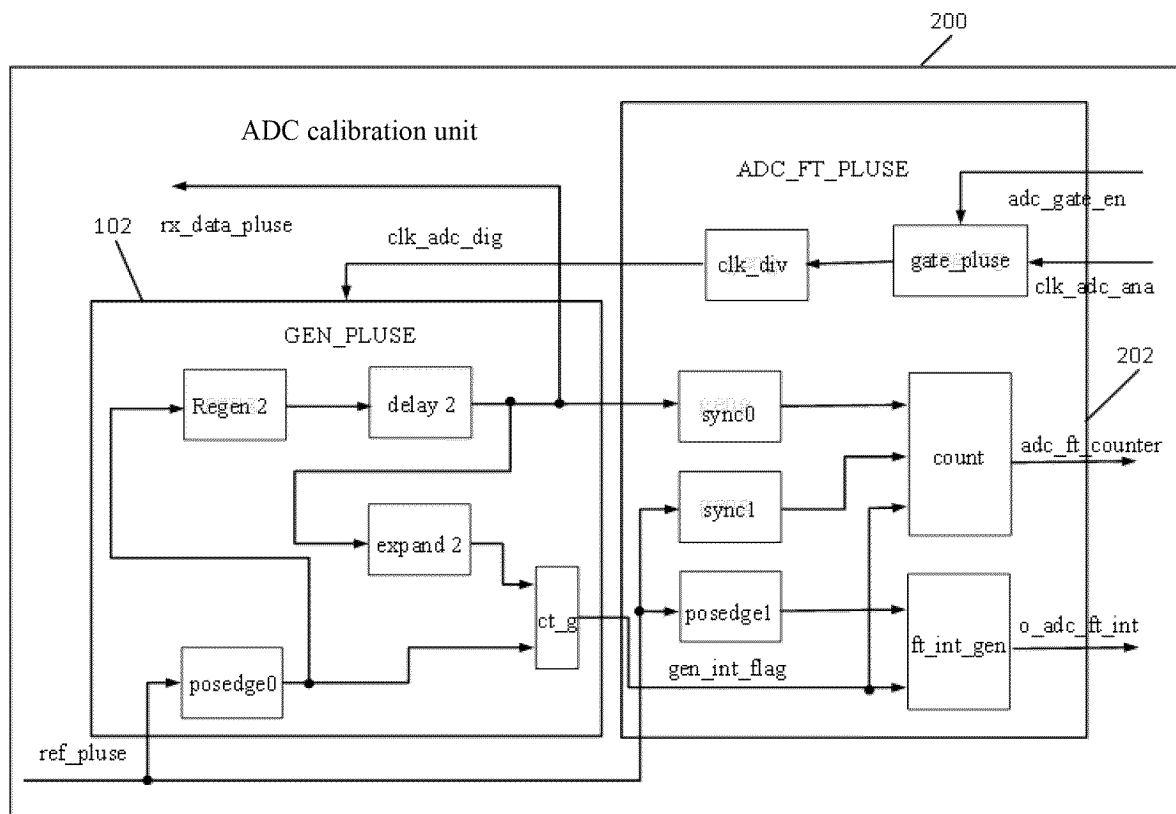 200
ADC calibration unit
ADC_FT_PLUSE
adc_gate_en
102
rx_data_pluse
clk_adc_dig
clk_div
gate_pluse
clk_adc_ana
GEN_PLUSE
202
Regen 2
delay 2
sync0
count
adc_ft_counter
sync1
expand 2
ct_g
posedge1
ft_int_gen
o_adc_ft_int
posedge0
gen_int_flag
ref_pluse